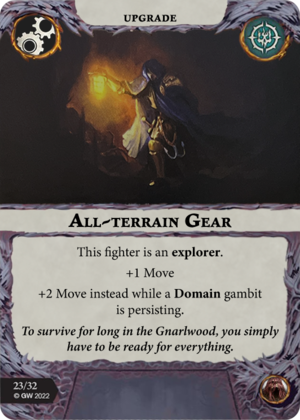 UPGRADE
All-terrain Gear
This fighter is an explorer.
+1 Move
+2 Move instead while a Domain gambit
is persisting.
To survive for long in the Gnarlwood, you simply
have to be ready for everything.
23/32
© GW 2022